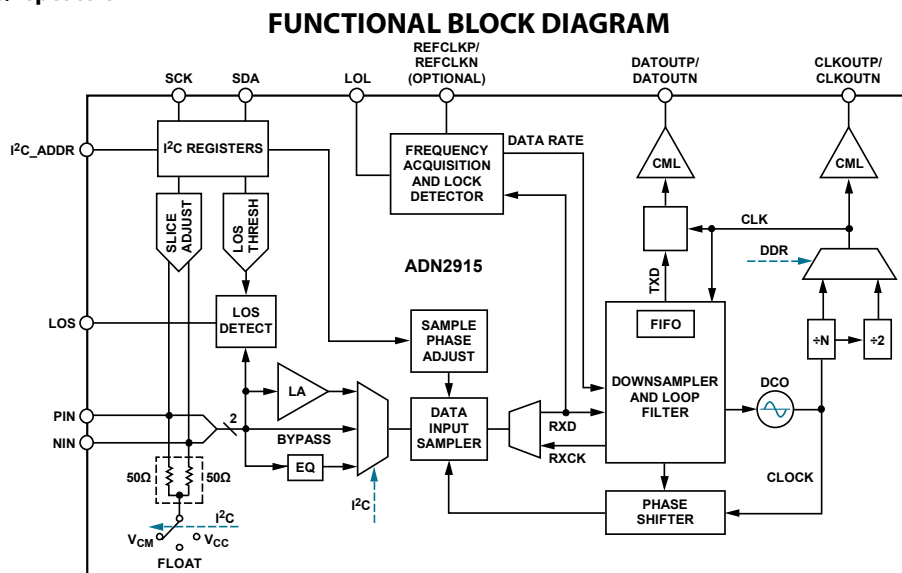 FUNCTIONAL BLOCK DIAGRAM
SCK
SDA
LOL
REFCLKP/
REFCLKN
(OPTIONAL)
DATOUTP/
DATOUTN
CLKOUTP/
CLKOUTN
I²C_ADDR
I²C REGISTERS
FREQUENCY
ACQUISITION
AND LOCK
DETECTOR
DATA RATE
CML
CML
SLICE
ADJUST
LOS
THRESH
CLK
DDR
ADN2915
TXD
LOS
LOS
DETECT
SAMPLE
PHASE
ADJUST
FIFO
÷N
÷2
LA
DOWNSAMPLER
AND LOOP
FILTER
DCO
PIN
NIN
2
BYPASS
DATA
INPUT
SAMPLER
RXD
RXCK
EQ
50Ω
50Ω
I²C
CLOCK
PHASE
SHIFTER
I²C
VCM
VCC
FLOAT